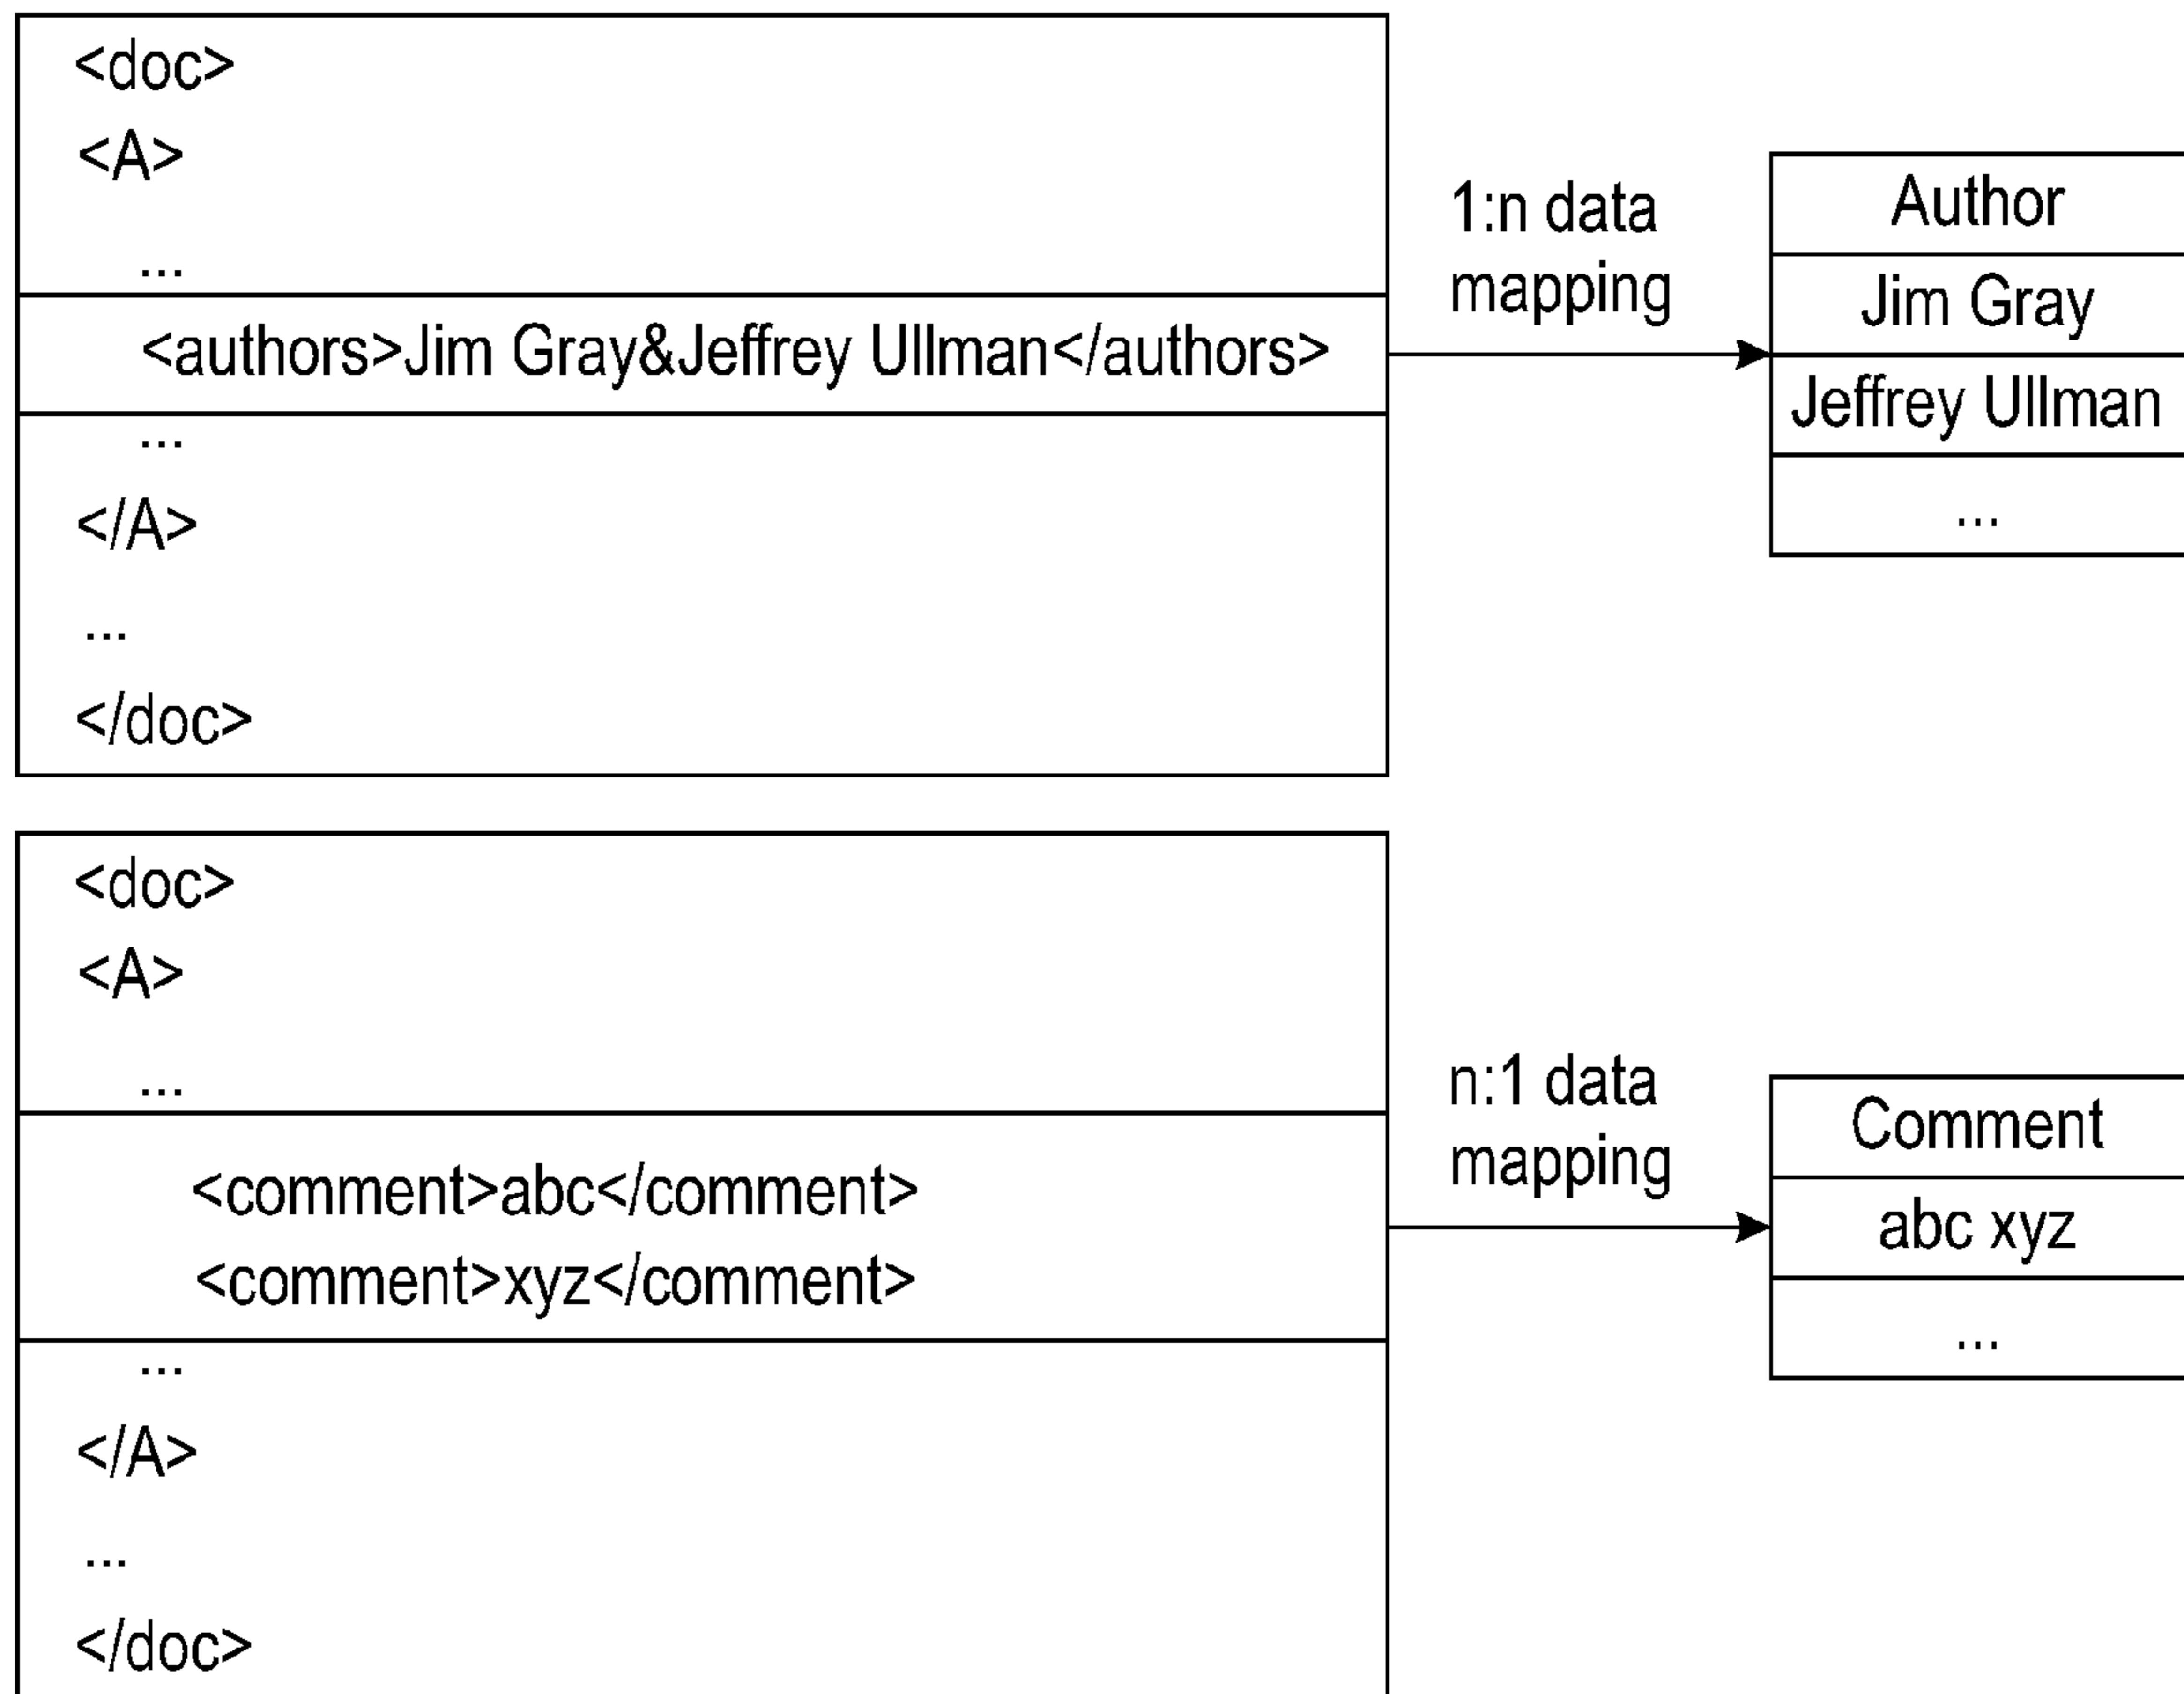 <doc>
<A>
...
<authors>Jim Gray&Jeffrey Ullman</authors>
...
</A>
...
</doc>
1:n data
mapping
Author
Jim Gray
Jeffrey Ullman
...
<doc>
<A>
...
<comment>abc</comment>
<comment>xyz</comment>
...
</A>
...
</doc>
n:1 data
mapping
Comment
abc xyz
...